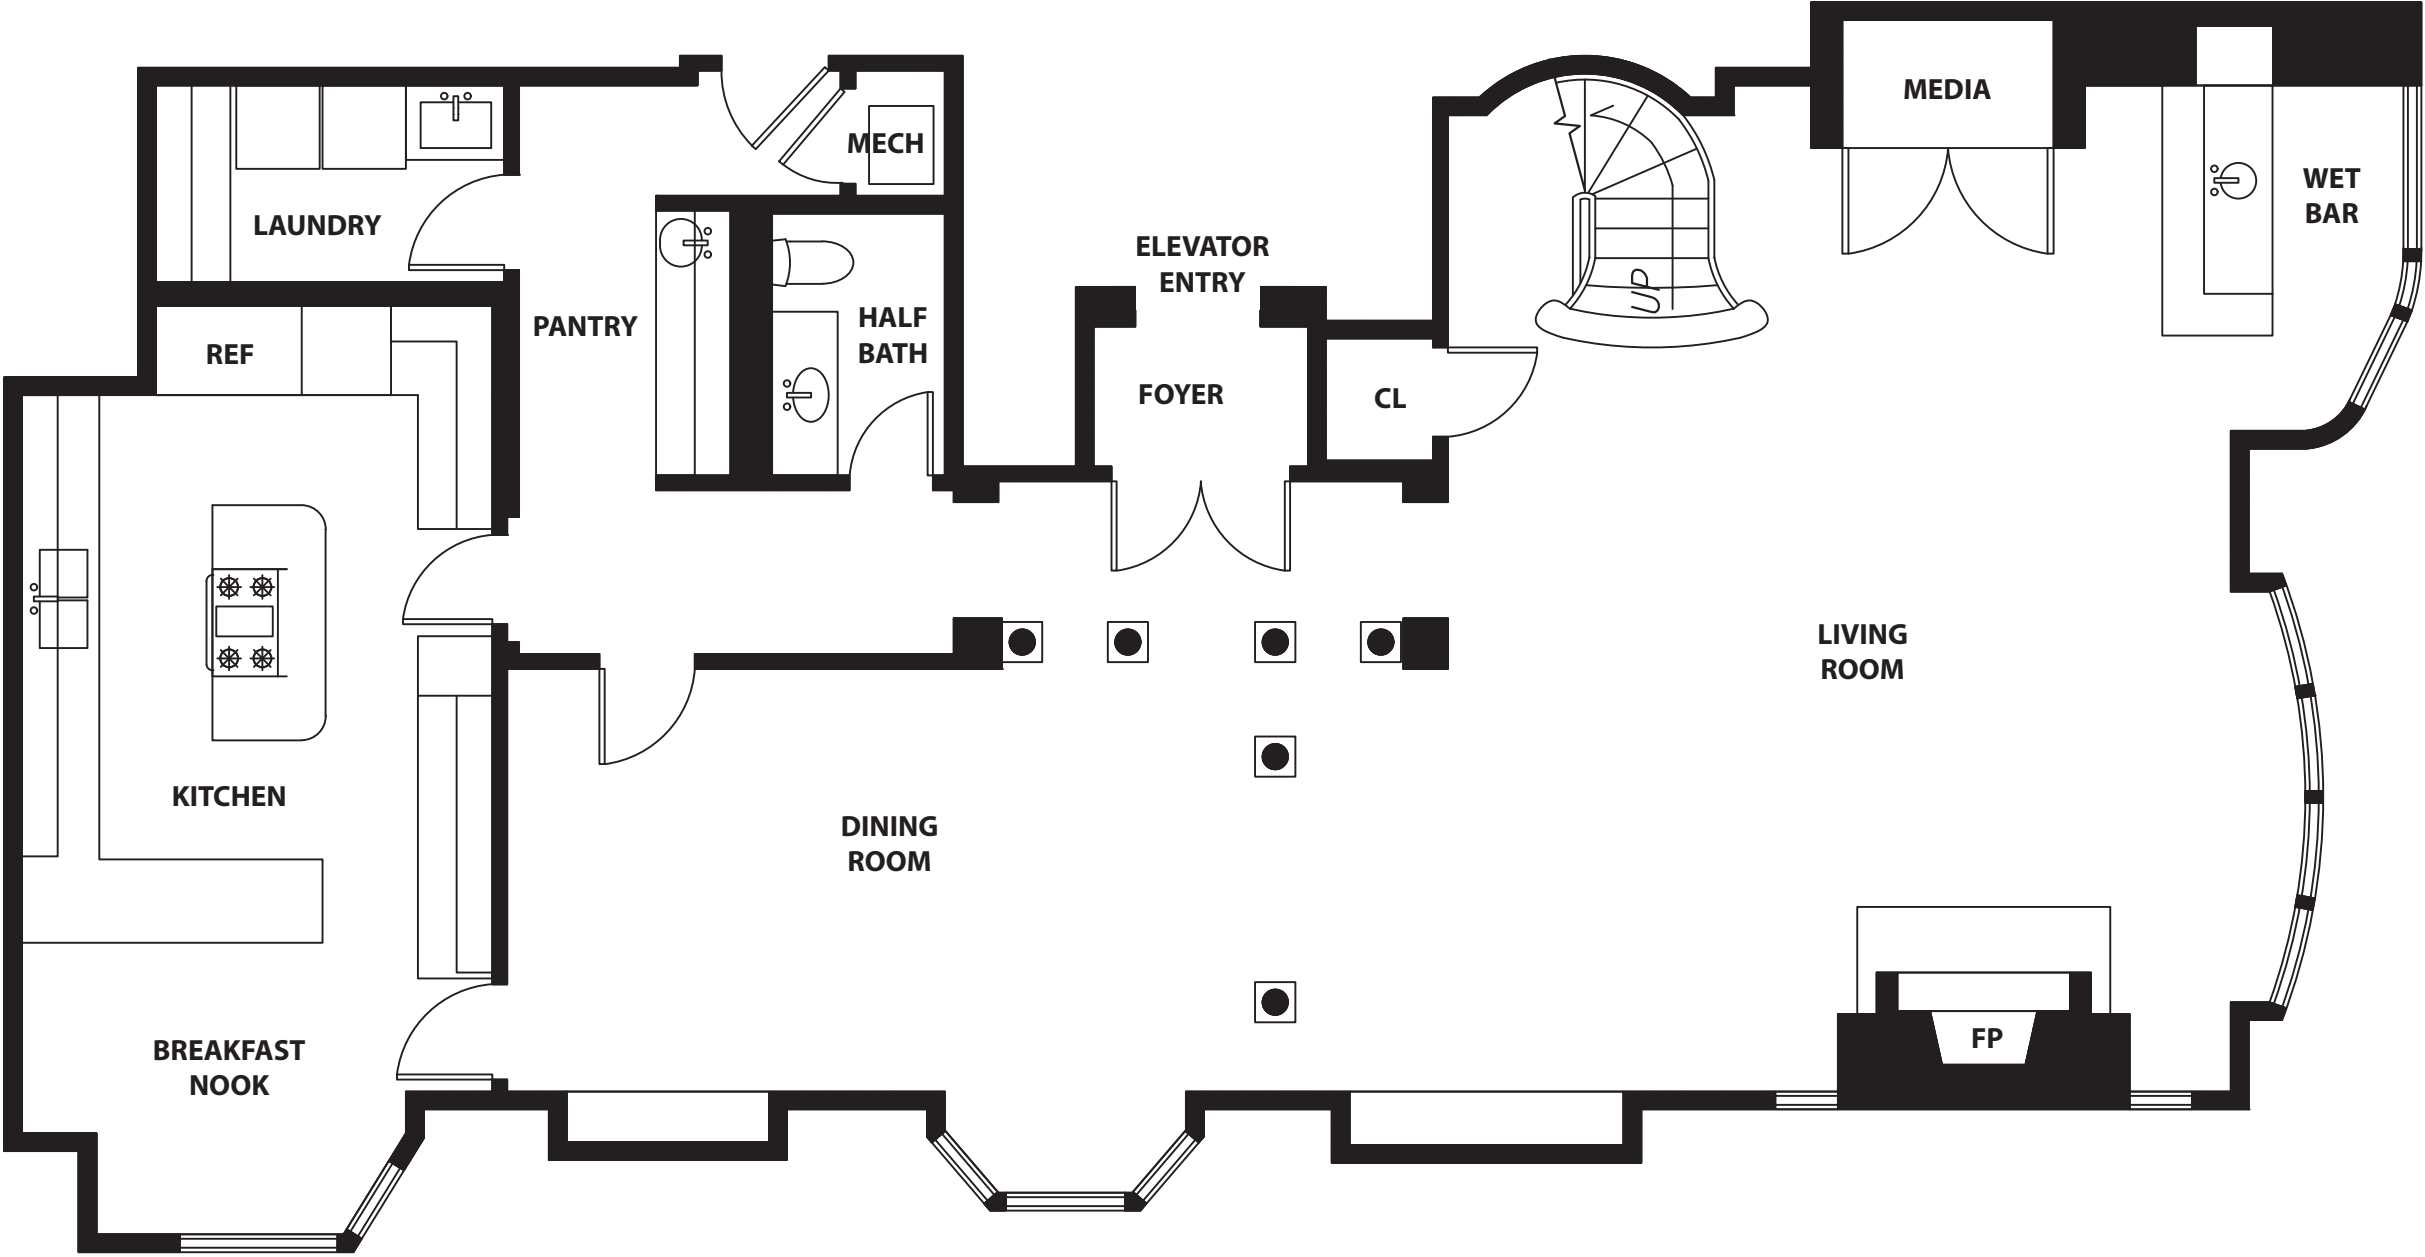 MEDIA
MECH
WET
BAR
LAUNDRY
ELEVATOR
ENTRY
UP
PANTRY
HALF
BATH
REF
FOYER
CL
LIVING
ROOM
KITCHEN
DINING
ROOM
FP
BREAKFAST
NOOK